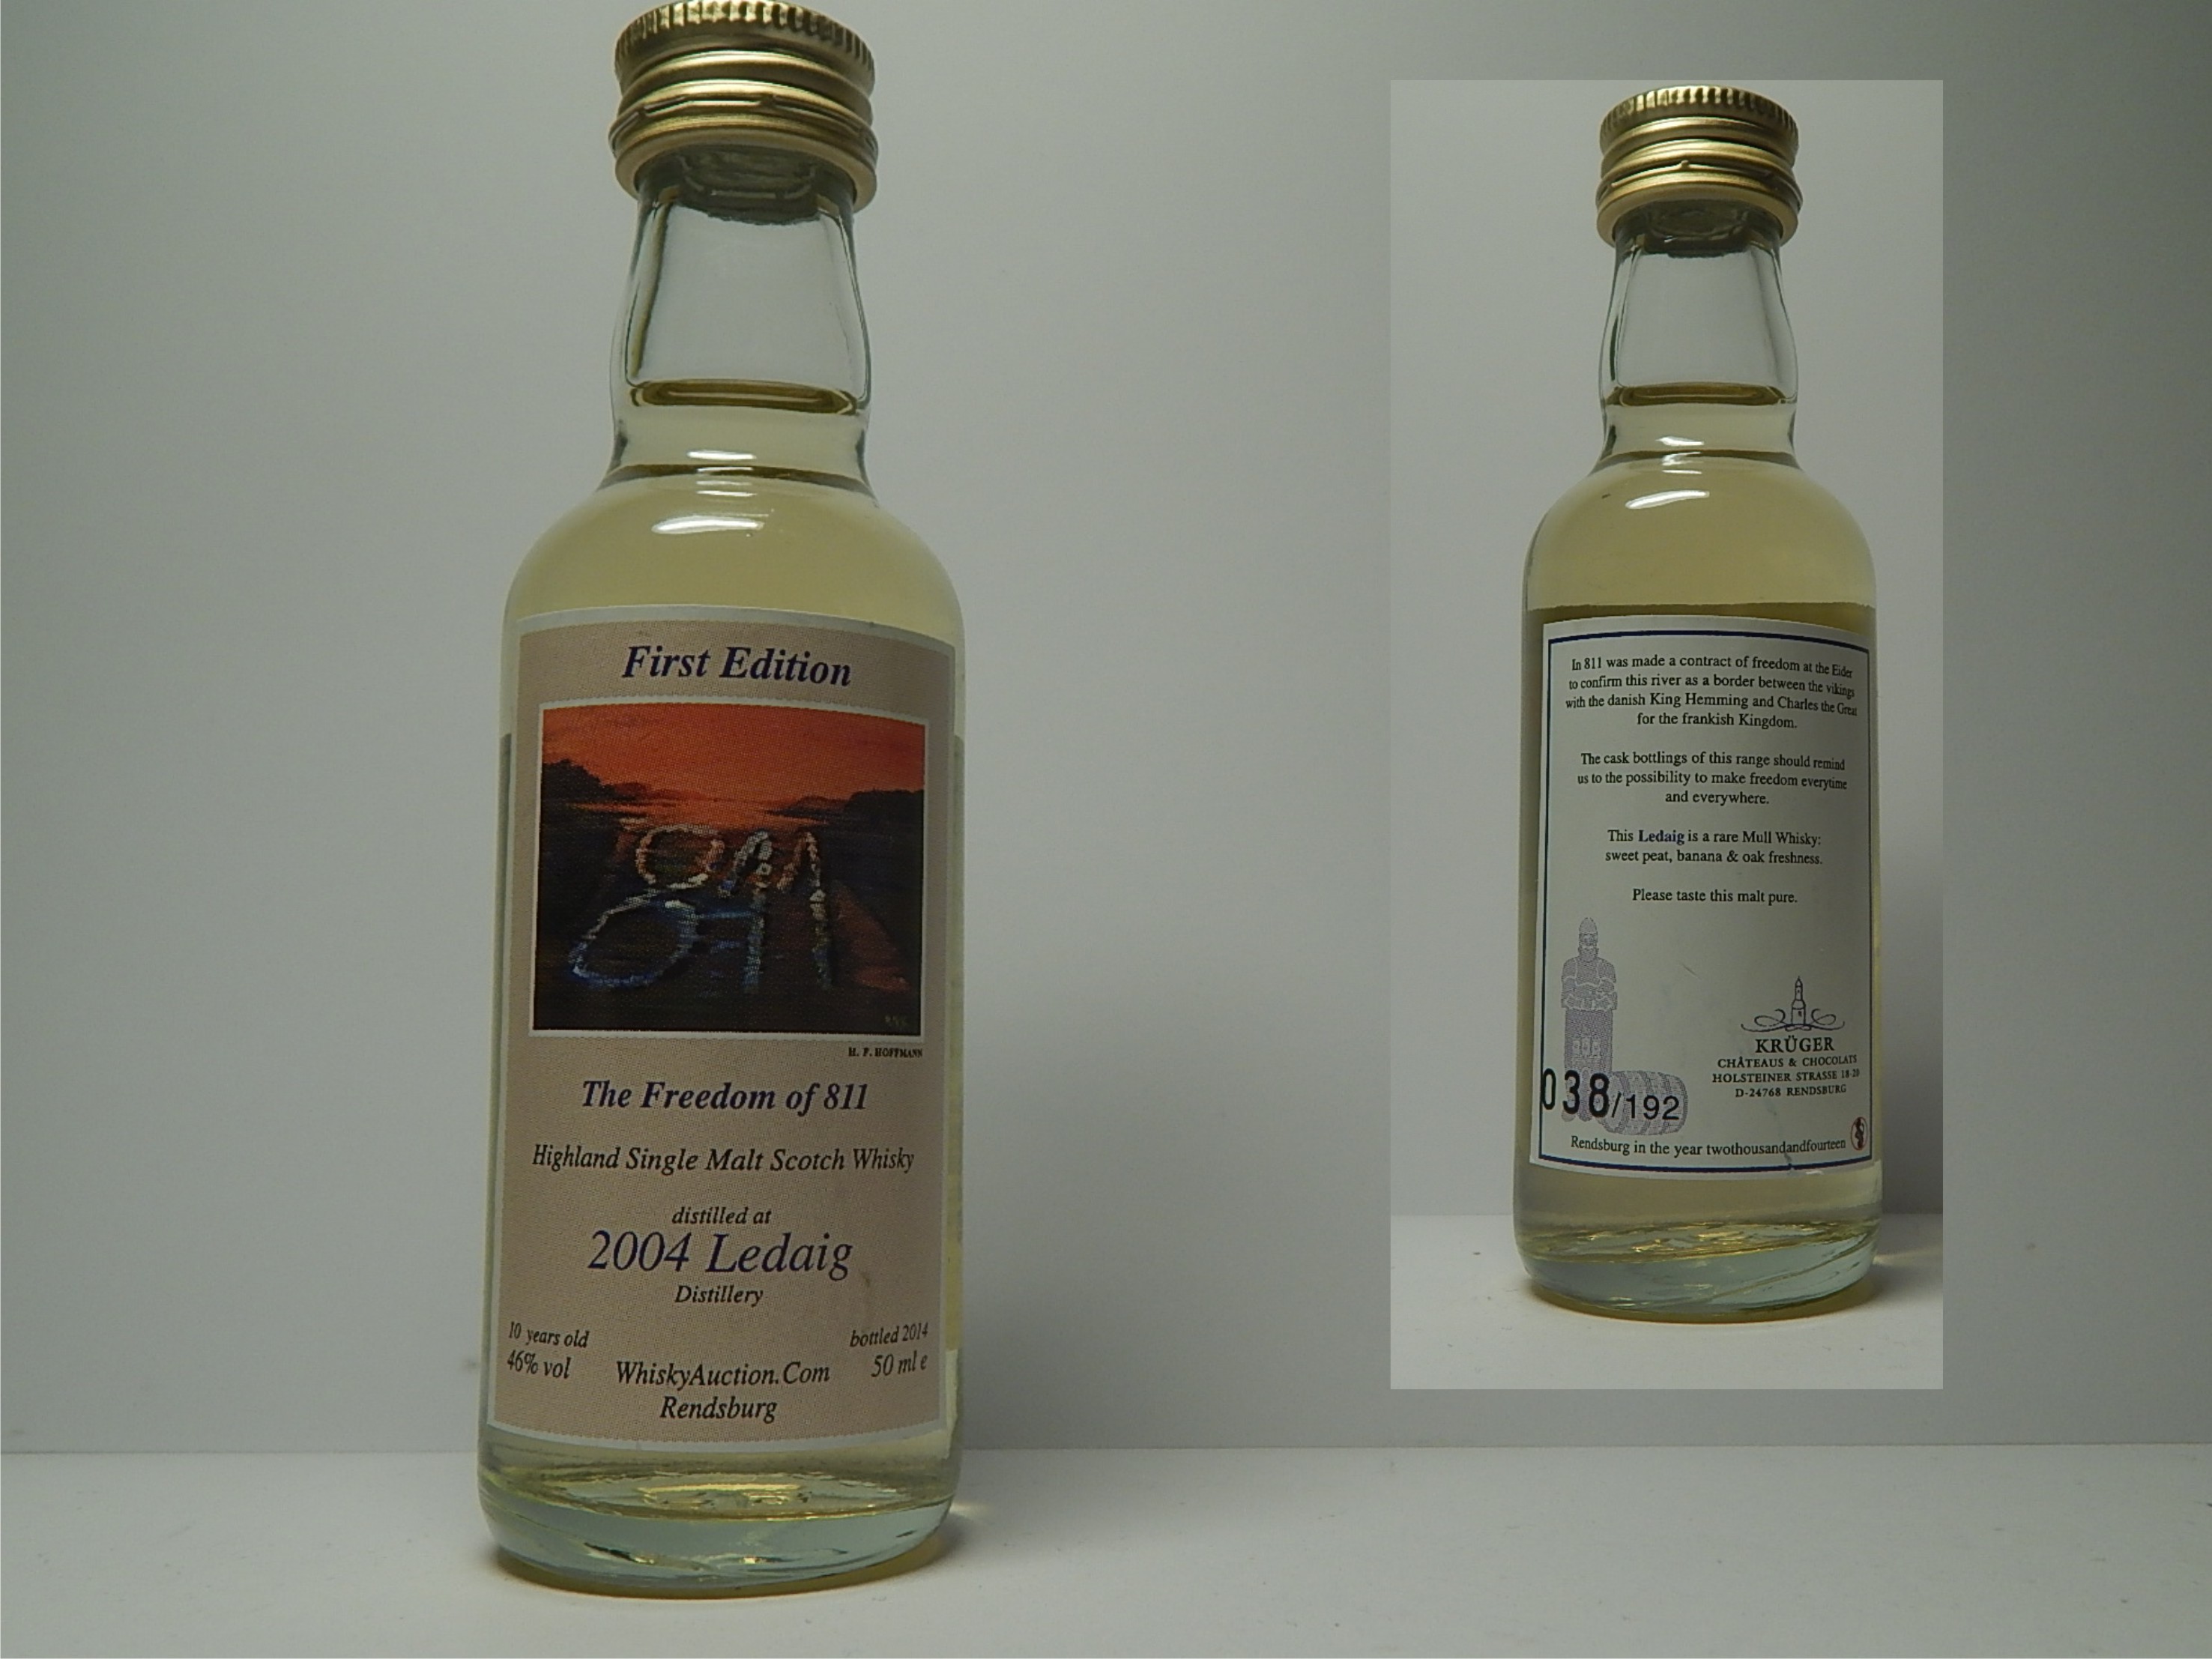 First Edition
811
H. F. HOFFMANN
The Freedom of 811
Highland Single Malt Scotch Whisky
distilled at
2004 Ledaig
Distillery
10 years old
46% vol
bottled 2014
50 ml e
WhiskyAuction.Com
Rendsburg
In 811 was made a contract of freedom at the Eider
to confirm this river as a border between the vikings
with the danish King Hemming and Charles the Great
for the frankish Kingdom.
The cask bottlings of this range should remind
us to the possibility to make freedom everytime
and everywhere.
This Ledaig is a rare Mull Whisky:
sweet peat, banana & oak freshness.
Please taste this malt pure.
KRÜGER
CHÂTEAUS & CHOCOLATS
HOLSTEINER STRASSE 18-20
D-24768 RENDSBURG
038/192
Rendsburg in the year twothousandandfourteen